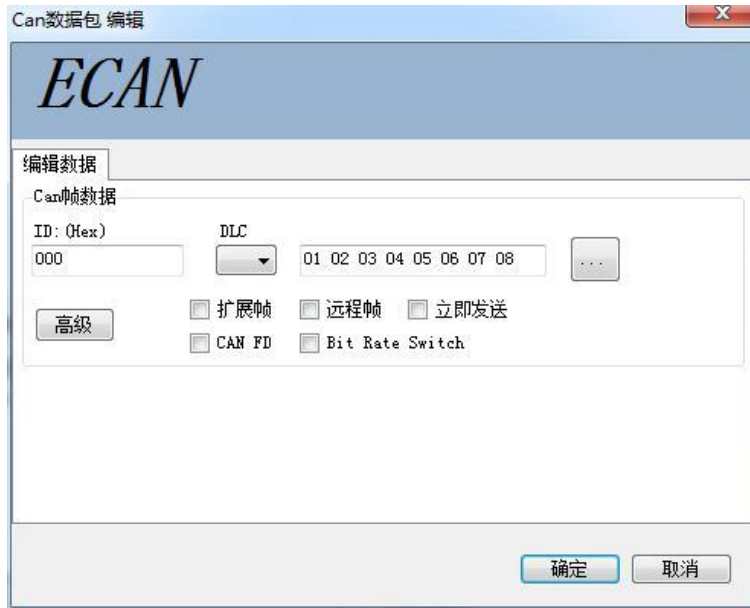 Can数据包 编辑
ECAN
编辑数据
Can帧数据
ID:(Hex) DLC
000 01 02 03 04 05 06 07 08 ...
高级 扩展帧 远程帧 立即发送
CAN FD Bit Rate Switch
确定 取消